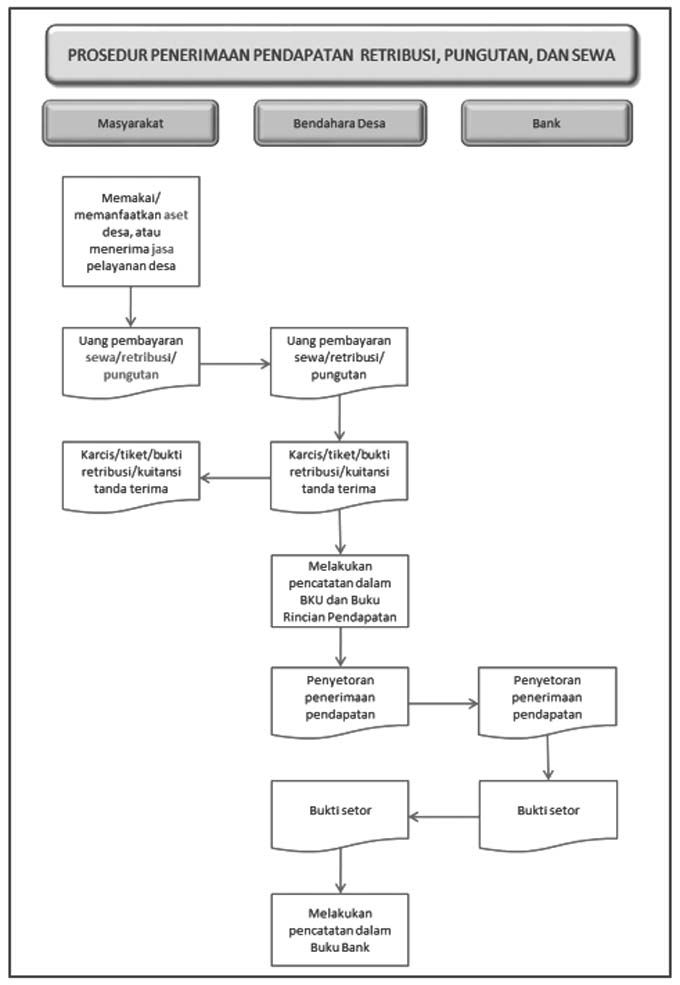 PROSEDUR PENERIMAAN PENDAPATAN RETRIBUSI, PUNGUTAN, DAN SEWA
Masyarakat
Bendahara Desa
Bank
Memakai/
memanfaatkan aset
desa, atau
menerima jasa
pelayanan desa
Uang pembayaran
sewa/retribusi/
pungutan
Uang pembayaran
sewa/retribusi/
pungutan
Karcis/tiket/bukti
retribusi/kuitansi
tanda terima
Karcis/tiket/bukti
retribusi/kuitansi
tanda terima
Melakukan
pencatatan dalam
BKU dan Buku
Rincian Pendapatan
Penyetoran
penerimaan
pendapatan
Penyetoran
penerimaan
pendapatan
Bukti setor
Bukti setor
Melakukan
pencatatan dalam
Buku Bank